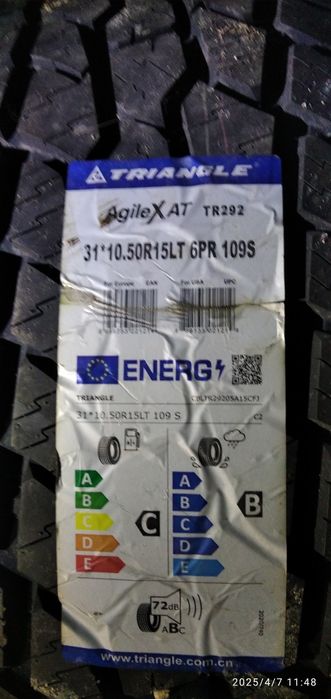 TRIANGLE
AgileX AT TR292
31*10.50R15LT 6PR 109S
For Europe EAN For USA UPC
ENERG
TRIANGLE
31*10.50R15LT 109 S C2
A
B
C
D
E
C
A
B
C
D
E
B
72dB
ABC
www.triangle.com.cn
2025/4/7 11:48